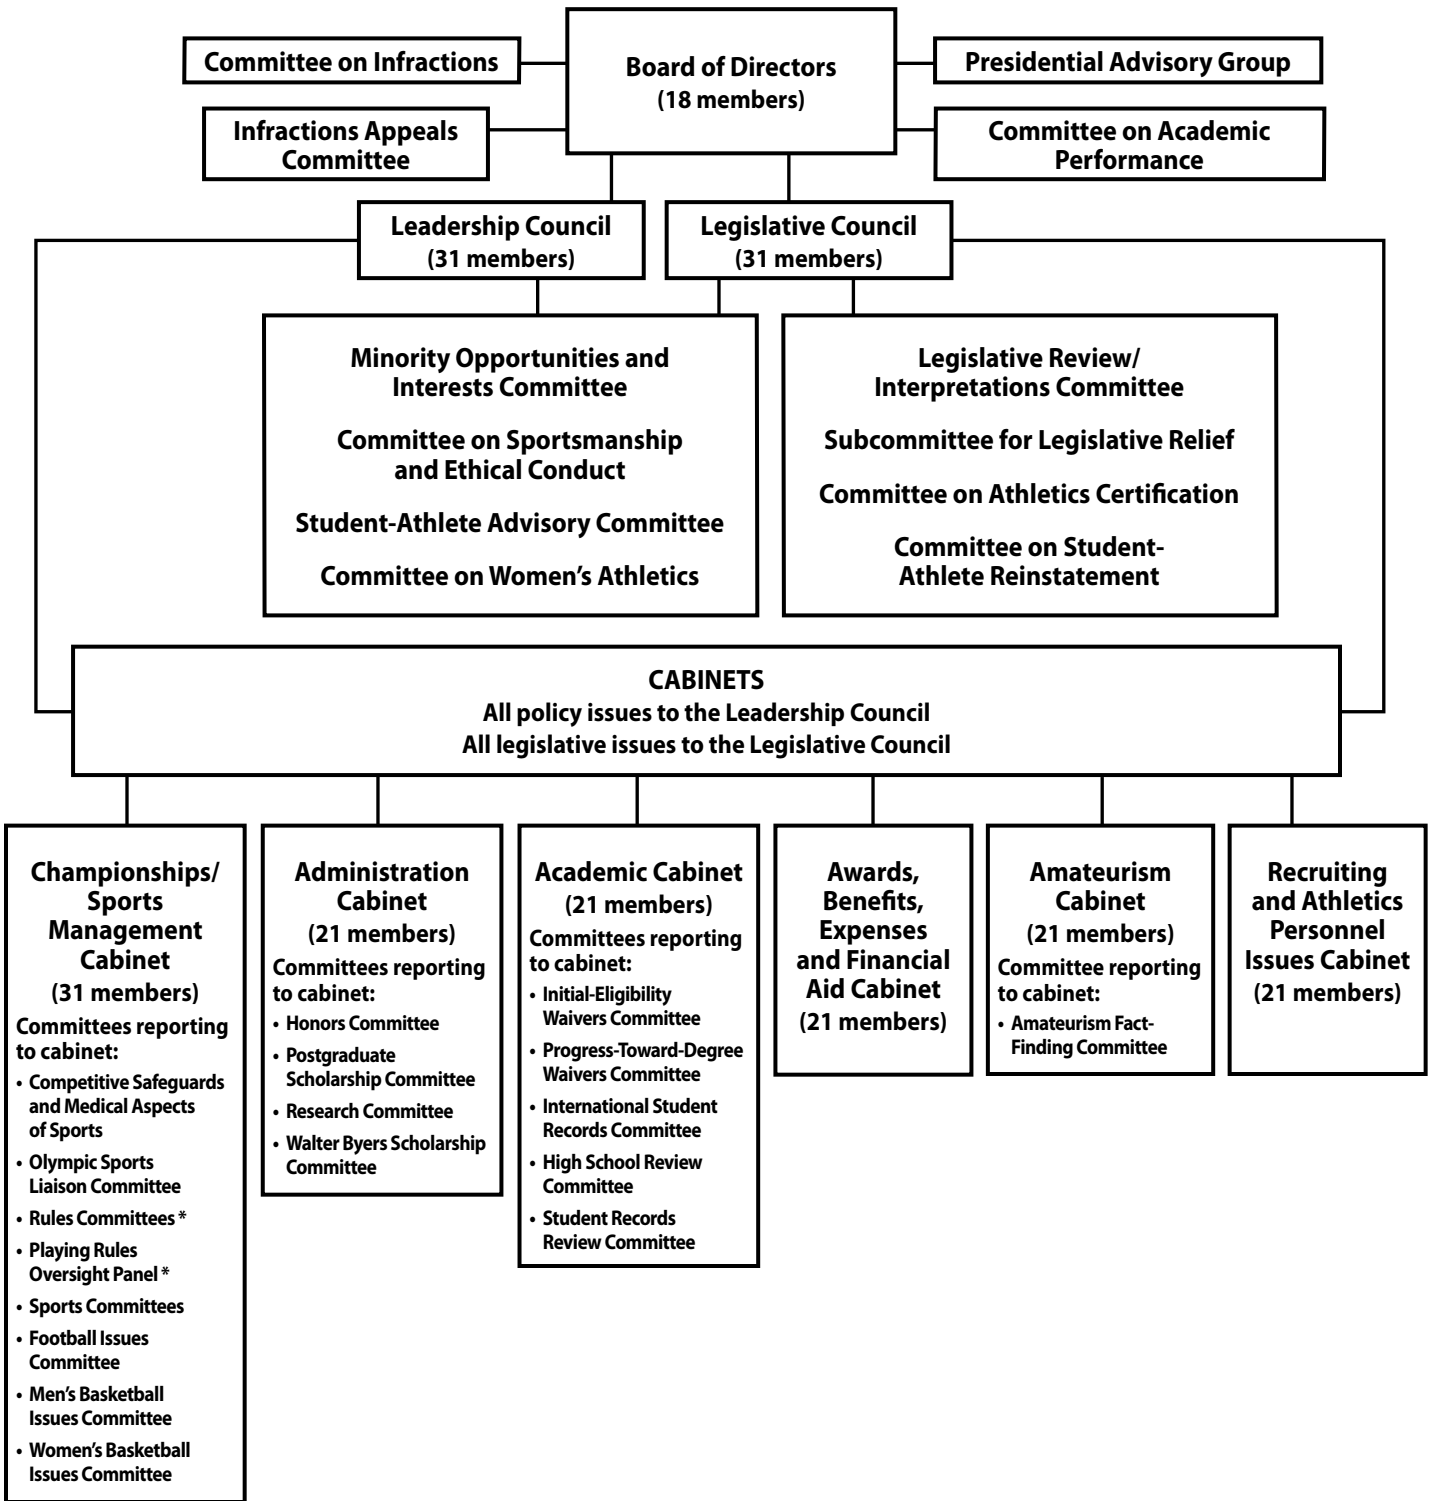 Committee on Infractions
Board of Directors
(18 members)
Presidential Advisory Group
Infractions Appeals
Committee
Committee on Academic
Performance
Leadership Council
(31 members)
Legislative Council
(31 members)
Minority Opportunities and
Interests Committee
Committee on Sportsmanship
and Ethical Conduct
Student-Athlete Advisory Committee
Committee on Women’s Athletics
Legislative Review/
Interpretations Committee
Subcommittee for Legislative Relief
Committee on Athletics Certification
Committee on Student-
Athlete Reinstatement
CABINETS
All policy issues to the Leadership Council
All legislative issues to the Legislative Council
Championships/
Sports
Management
Cabinet
(31 members)
Committees reporting
to cabinet:
• Competitive Safeguards
and Medical Aspects
of Sports
• Olympic Sports
Liaison Committee
• Rules Committees *
• Playing Rules
Oversight Panel *
• Sports Committees
• Football Issues
Committee
• Men’s Basketball
Issues Committee
• Women’s Basketball
Issues Committee
Administration
Cabinet
(21 members)
Committees reporting
to cabinet:
• Honors Committee
• Postgraduate
Scholarship Committee
• Research Committee
• Walter Byers Scholarship
Committee
Academic Cabinet
(21 members)
Committees reporting
to cabinet:
• Initial-Eligibility
Waivers Committee
• Progress-Toward-Degree
Waivers Committee
• International Student
Records Committee
• High School Review
Committee
• Student Records
Review Committee
Awards,
Benefits,
Expenses
and Financial
Aid Cabinet
(21 members)
Amateurism
Cabinet
(21 members)
Committee reporting
to cabinet:
• Amateurism Fact-
Finding Committee
Recruiting
and Athletics
Personnel
Issues Cabinet
(21 members)